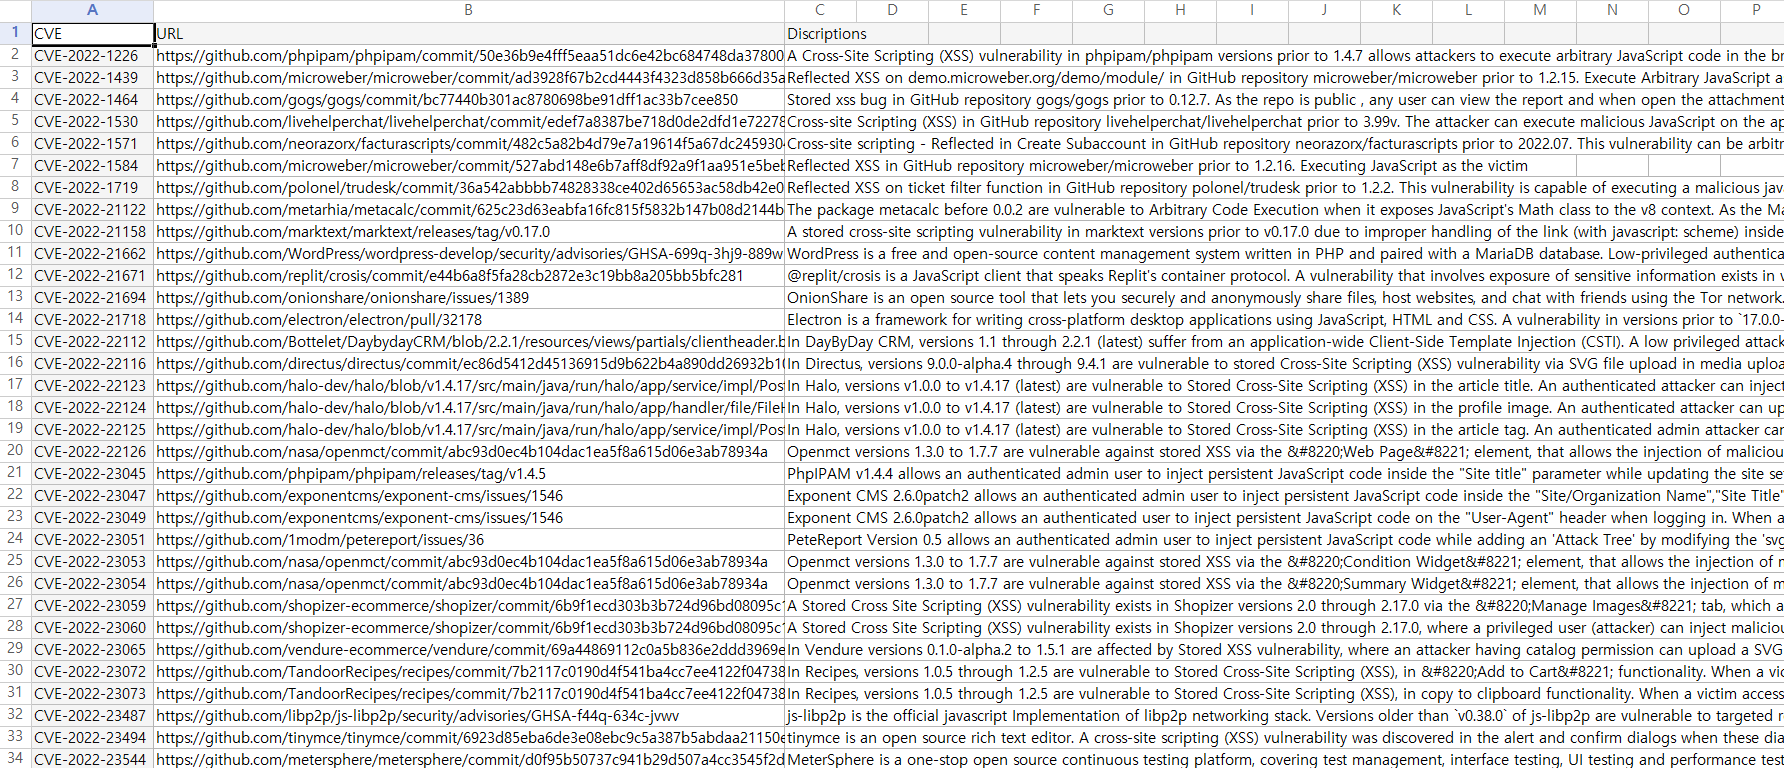 A B C D E F G H I J K L M N O P
1 CVE URL Discriptions
2 CVE-2022-1226 https://github.com/phpipam/phpipam/commit/50e36b9e4fff5eaa51dc6e42bc684748da37800 A Cross-Site Scripting (XSS) vulnerability in phpipam/phpipam versions prior to 1.4.7 allows attackers to execute arbitrary JavaScript code in the br
3 CVE-2022-1439 https://github.com/microweber/microweber/commit/ad3928f67b2cd4443f4323d858b666d35a Reflected XSS on demo.microweber.org/demo/module/ in GitHub repository microweber/microweber prior to 1.2.15. Execute Arbitrary JavaScript a
4 CVE-2022-1464 https://github.com/gogs/gogs/commit/bc77440b301ac8780698be91dff1ac33b7cee850 Stored xss bug in GitHub repository gogs/gogs prior to 0.12.7. As the repo is public , any user can view the report and when open the attachment
5 CVE-2022-1530 https://github.com/livehelperchat/livehelperchat/commit/edef7a8387be718d0de2dfd1e72278 Cross-site Scripting (XSS) in GitHub repository livehelperchat/livehelperchat prior to 3.99v. The attacker can execute malicious JavaScript on the ap
6 CVE-2022-1571 https://github.com/neorazorx/facturascripts/commit/482c5a82b4d79e7a19614f5a67dc245930 Cross-site scripting - Reflected in Create Subaccount in GitHub repository neorazorx/facturascripts prior to 2022.07. This vulnerability can be arbitr
7 CVE-2022-1584 https://github.com/microweber/microweber/commit/527abd148e6b7aff8df92a9f1aa951e5beb Reflected XSS in GitHub repository microweber/microweber prior to 1.2.16. Executing JavaScript as the victim
8 CVE-2022-1719 https://github.com/polonel/trudesk/commit/36a542abbbb74828338ce402d65653ac58db42e0 Reflected XSS on ticket filter function in GitHub repository polonel/trudesk prior to 1.2.2. This vulnerability is capable of executing a malicious jav
9 CVE-2022-21122 https://github.com/metarhia/metacalc/commit/625c23d63eabfa16fc815f5832b147b08d2144b The package metacalc before 0.0.2 are vulnerable to Arbitrary Code Execution when it exposes JavaScript's Math class to the v8 context. As the Ma
10 CVE-2022-21158 https://github.com/marktext/marktext/releases/tag/v0.17.0 A stored cross-site scripting vulnerability in marktext versions prior to v0.17.0 due to improper handling of the link (with javascript: scheme) inside
11 CVE-2022-21662 https://github.com/WordPress/wordpress-develop/security/advisories/GHSA-699q-3hj9-889w WordPress is a free and open-source content management system written in PHP and paired with a MariaDB database. Low-privileged authentica
12 CVE-2022-21671 https://github.com/replit/crosis/commit/e44b6a8f5fa28cb2872e3c19bb8a205bb5bfc281 @replit/crosis is a JavaScript client that speaks Replit's container protocol. A vulnerability that involves exposure of sensitive information exists in v
13 CVE-2022-21694 https://github.com/onionshare/onionshare/issues/1389 OnionShare is an open source tool that lets you securely and anonymously share files, host websites, and chat with friends using the Tor network.
14 CVE-2022-21718 https://github.com/electron/electron/pull/32178 Electron is a framework for writing cross-platform desktop applications using JavaScript, HTML and CSS. A vulnerability in versions prior to `17.0.0-
15 CVE-2022-22112 https://github.com/Bottelet/DaybydayCRM/blob/2.2.1/resources/views/partials/clientheader.b In DayByDay CRM, versions 1.1 through 2.2.1 (latest) suffer from an application-wide Client-Side Template Injection (CSTI). A low privileged attack
16 CVE-2022-22116 https://github.com/directus/directus/commit/ec86d5412d45136915d9b622b4a890dd26932b10 In Directus, versions 9.0.0-alpha.4 through 9.4.1 are vulnerable to stored Cross-Site Scripting (XSS) vulnerability via SVG file upload in media uploa
17 CVE-2022-22123 https://github.com/halo-dev/halo/blob/v1.4.17/src/main/java/run/halo/app/service/impl/Pos In Halo, versions v1.0.0 to v1.4.17 (latest) are vulnerable to Stored Cross-Site Scripting (XSS) in the article title. An authenticated attacker can inject
18 CVE-2022-22124 https://github.com/halo-dev/halo/blob/v1.4.17/src/main/java/run/halo/app/handler/file/FileH In Halo, versions v1.0.0 to v1.4.17 (latest) are vulnerable to Stored Cross-Site Scripting (XSS) in the profile image. An authenticated attacker can up
19 CVE-2022-22125 https://github.com/halo-dev/halo/blob/v1.4.17/src/main/java/run/halo/app/service/impl/Pos In Halo, versions v1.0.0 to v1.4.17 (latest) are vulnerable to Stored Cross-Site Scripting (XSS) in the article tag. An authenticated admin attacker car
20 CVE-2022-22126 https://github.com/nasa/openmct/commit/abc93d0ec4b104dac1ea5f8a615d06e3ab78934a Openmct versions 1.3.0 to 1.7.7 are vulnerable against stored XSS via the &#8220;Web Page&#8221; element, that allows the injection of maliciou
21 CVE-2022-23045 https://github.com/phpipam/phpipam/releases/tag/v1.4.5 PhpIPAM v1.4.4 allows an authenticated admin user to inject persistent JavaScript code inside the "Site title" parameter while updating the site se
22 CVE-2022-23047 https://github.com/exponentcms/exponent-cms/issues/1546 Exponent CMS 2.6.0patch2 allows an authenticated admin user to inject persistent JavaScript code inside the "Site/Organization Name","Site Title"
23 CVE-2022-23049 https://github.com/exponentcms/exponent-cms/issues/1546 Exponent CMS 2.6.0patch2 allows an authenticated user to inject persistent JavaScript code on the "User-Agent" header when logging in. When a
24 CVE-2022-23051 https://github.com/1modm/petereport/issues/36 PeteReport Version 0.5 allows an authenticated admin user to inject persistent JavaScript code while adding an 'Attack Tree' by modifying the 'svg
25 CVE-2022-23053 https://github.com/nasa/openmct/commit/abc93d0ec4b104dac1ea5f8a615d06e3ab78934a Openmct versions 1.3.0 to 1.7.7 are vulnerable against stored XSS via the &#8220;Condition Widget&#8221; element, that allows the injection of r
26 CVE-2022-23054 https://github.com/nasa/openmct/commit/abc93d0ec4b104dac1ea5f8a615d06e3ab78934a Openmct versions 1.3.0 to 1.7.7 are vulnerable against stored XSS via the &#8220;Summary Widget&#8221; element, that allows the injection of m
27 CVE-2022-23059 https://github.com/shopizer-ecommerce/shopizer/commit/6b9f1ecd303b3b724d96bd08095c1 A Stored Cross Site Scripting (XSS) vulnerability exists in Shopizer versions 2.0 through 2.17.0 via the &#8220;Manage Images&#8221; tab, which a
28 CVE-2022-23060 https://github.com/shopizer-ecommerce/shopizer/commit/6b9f1ecd303b3b724d96bd08095c1 A Stored Cross Site Scripting (XSS) vulnerability exists in Shopizer versions 2.0 through 2.17.0, where a privileged user (attacker) can inject maliciou
29 CVE-2022-23065 https://github.com/vendure-ecommerce/vendure/commit/69a44869112c0a5b836e2ddd3969e In Vendure versions 0.1.0-alpha.2 to 1.5.1 are affected by Stored XSS vulnerability, where an attacker having catalog permission can upload a SVG
30 CVE-2022-23072 https://github.com/TandoorRecipes/recipes/commit/7b2117c0190d4f541ba4cc7ee4122f04738 In Recipes, versions 1.0.5 through 1.2.5 are vulnerable to Stored Cross-Site Scripting (XSS), in &#8220;Add to Cart&#8221; functionality. When a vic
31 CVE-2022-23073 https://github.com/TandoorRecipes/recipes/commit/7b2117c0190d4f541ba4cc7ee4122f04738 In Recipes, versions 1.0.5 through 1.2.5 are vulnerable to Stored Cross-Site Scripting (XSS), in copy to clipboard functionality. When a victim access
32 CVE-2022-23487 https://github.com/libp2p/js-libp2p/security/advisories/GHSA-f44q-634c-jvwv js-libp2p is the official javascript Implementation of libp2p networking stack. Versions older than `v0.38.0` of js-libp2p are vulnerable to targeted r
33 CVE-2022-23494 https://github.com/tinymce/tinymce/commit/6923d85eba6de3e08ebc9c5a387b5abdaa21150e tinymce is an open source rich text editor. A cross-site scripting (XSS) vulnerability was discovered in the alert and confirm dialogs when these dia
34 CVE-2022-23544 https://github.com/metersphere/metersphere/commit/d0f95b50737c941b29d507a4cc3545f2d MeterSphere is a one-stop open source continuous testing platform, covering test management, interface testing, UI testing and performance test